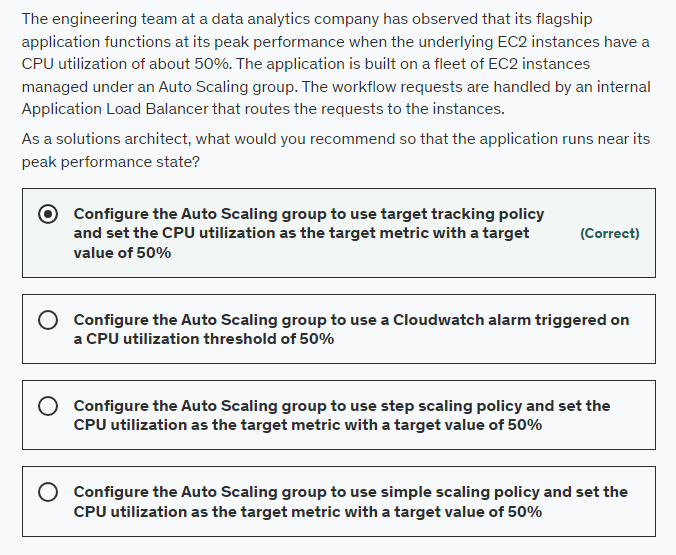 The engineering team at a data analytics company has observed that its flagship
application functions at its peak performance when the underlying EC2 instances have a
CPU utilization of about 50%. The application is built on a fleet of EC2 instances
managed under an Auto Scaling group. The workflow requests are handled by an internal
Application Load Balancer that routes the requests to the instances.
As a solutions architect, what would you recommend so that the application runs near its
peak performance state?
Configure the Auto Scaling group to use target tracking policy
and set the CPU utilization as the target metric with a target
value of 50%
(Correct)
Configure the Auto Scaling group to use a Cloudwatch alarm triggered on
a CPU utilization threshold of 50%
Configure the Auto Scaling group to use step scaling policy and set the
CPU utilization as the target metric with a target value of 50%
Configure the Auto Scaling group to use simple scaling policy and set the
CPU utilization as the target metric with a target value of 50%